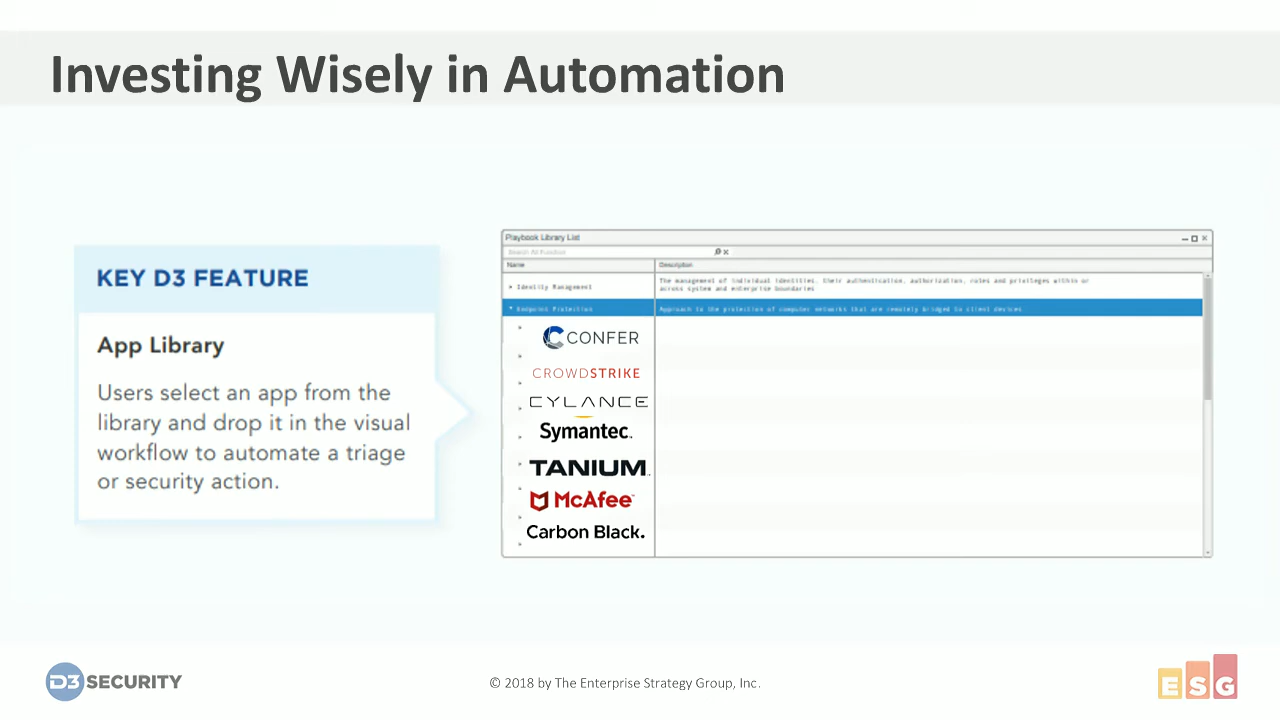 Investing Wisely in Automation
KEY D3 FEATURE
App Library
Users select an app from the
library and drop it in the visual
workflow to automate a triage
or security action.
Playbook Library List
Search All Function
Name Description
Identity Management
The management of individual identities, their authentication, authorization, roles and privileges within or
across system and enterprise boundaries
Endpoint Protection Approach to the protection of computer networks that are remotely bridged to client devices
CONFER
CROWDSTRIKE
CYLANCE
Symantec.
TANIUM
McAfee
Carbon Black.
D3 SECURITY
© 2018 by The Enterprise Strategy Group, Inc.
ESG